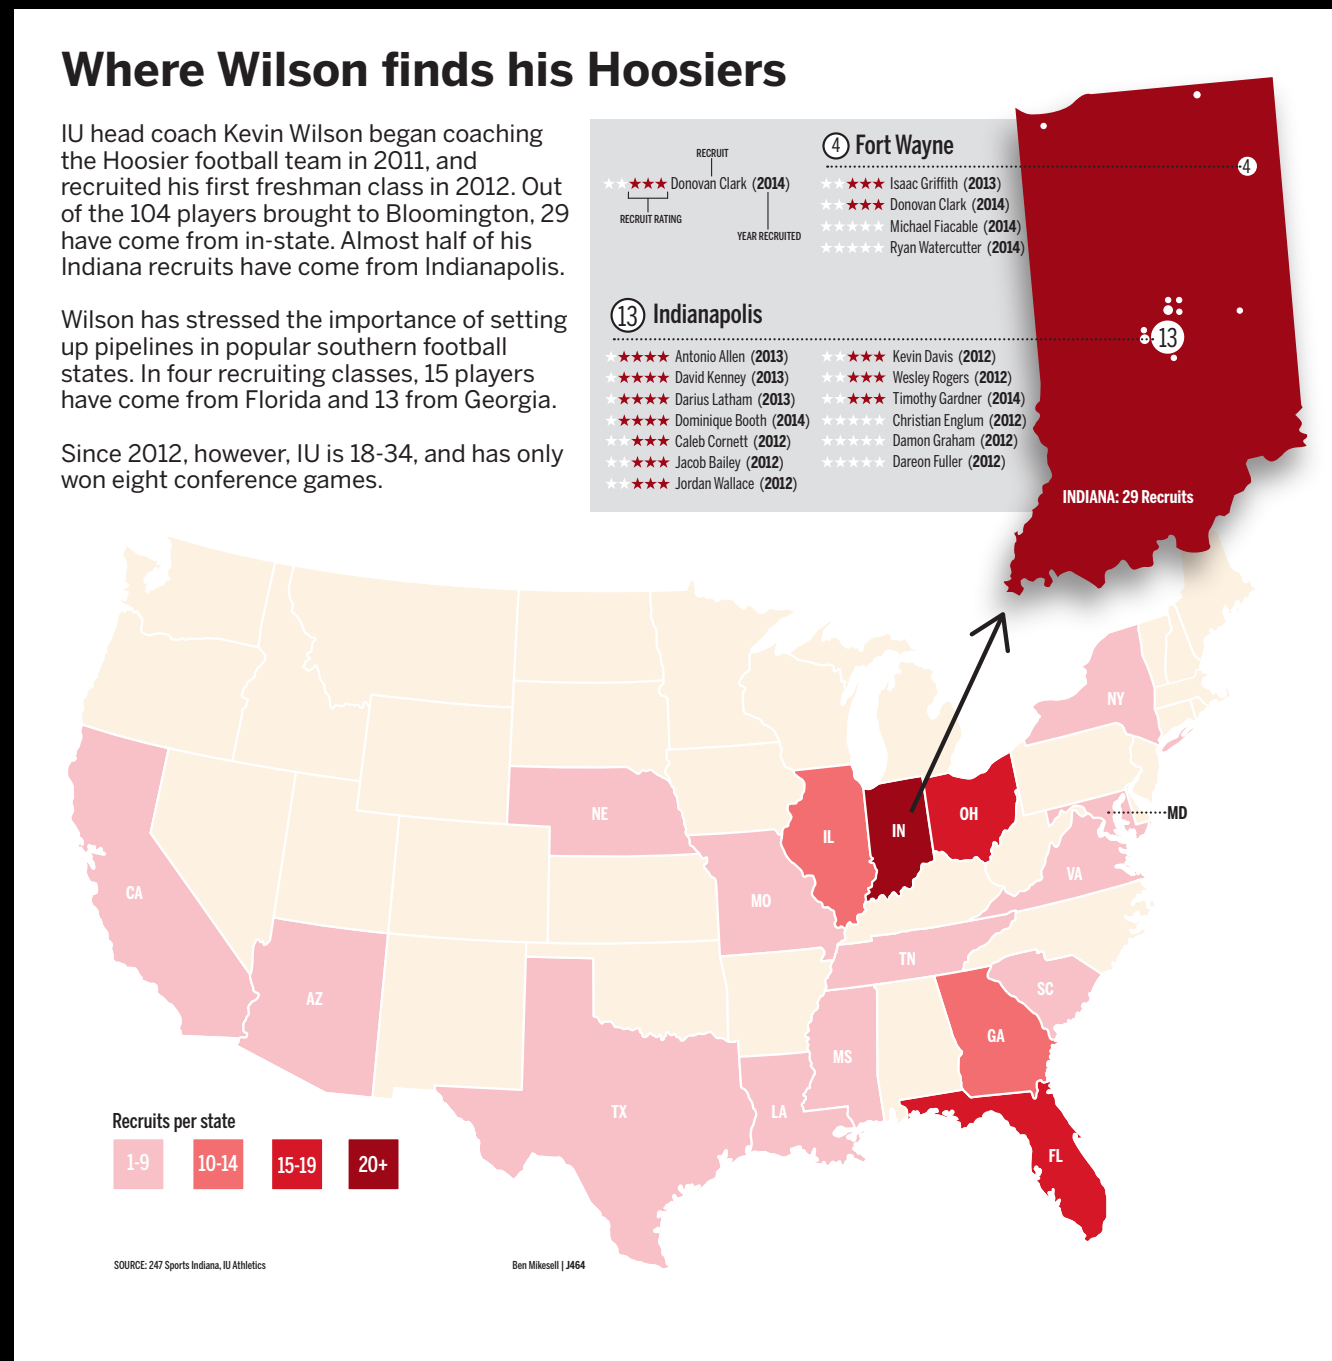 Where Wilson finds his Hoosiers
IU head coach Kevin Wilson began coaching
the Hoosier football team in 2011, and
recruited his first freshman class in 2012. Out
of the 104 players brought to Bloomington, 29
have come from in-state. Almost half of his
Indiana recruits have come from Indianapolis.
Wilson has stressed the importance of setting
up pipelines in popular southern football
states. In four recruiting classes, 15 players
have come from Florida and 13 from Georgia.
Since 2012, however, IU is 18-34, and has only
won eight conference games.
RECRUIT
★★★★★ Donovan Clark (2014)
RECRUIT RATING
YEAR RECRUITED
4 Fort Wayne
★★★★★ Isaac Griffith (2013)
★★★★★ Donovan Clark (2014)
★★★★★ Michael Fiacable (2014)
★★★★★ Ryan Watercutter (2014)
4
13 Indianapolis
★★★★★ Antonio Allen (2013)
★★★★★ David Kenney (2013)
★★★★★ Darius Latham (2013)
★★★★★ Dominique Booth (2014)
★★★★★ Caleb Cornett (2012)
★★★★★ Jacob Bailey (2012)
★★★★★ Jordan Wallace (2012)
★★★★★ Kevin Davis (2012)
★★★★★ Wesley Rogers (2012)
★★★★★ Timothy Gardner (2014)
★★★★★ Christian Englum (2012)
★★★★★ Damon Graham (2012)
★★★★★ Dareon Fuller (2012)
13
INDIANA: 29 Recruits
NY
NE
IL
IN
OH
MD
CA
MO
VA
TN
AZ
SC
GA
MS
TX
LA
FL
Recruits per state
1-9
10-14
15-19
20+
SOURCE: 247 Sports Indiana, IU Athletics
Ben Mikesell | J464